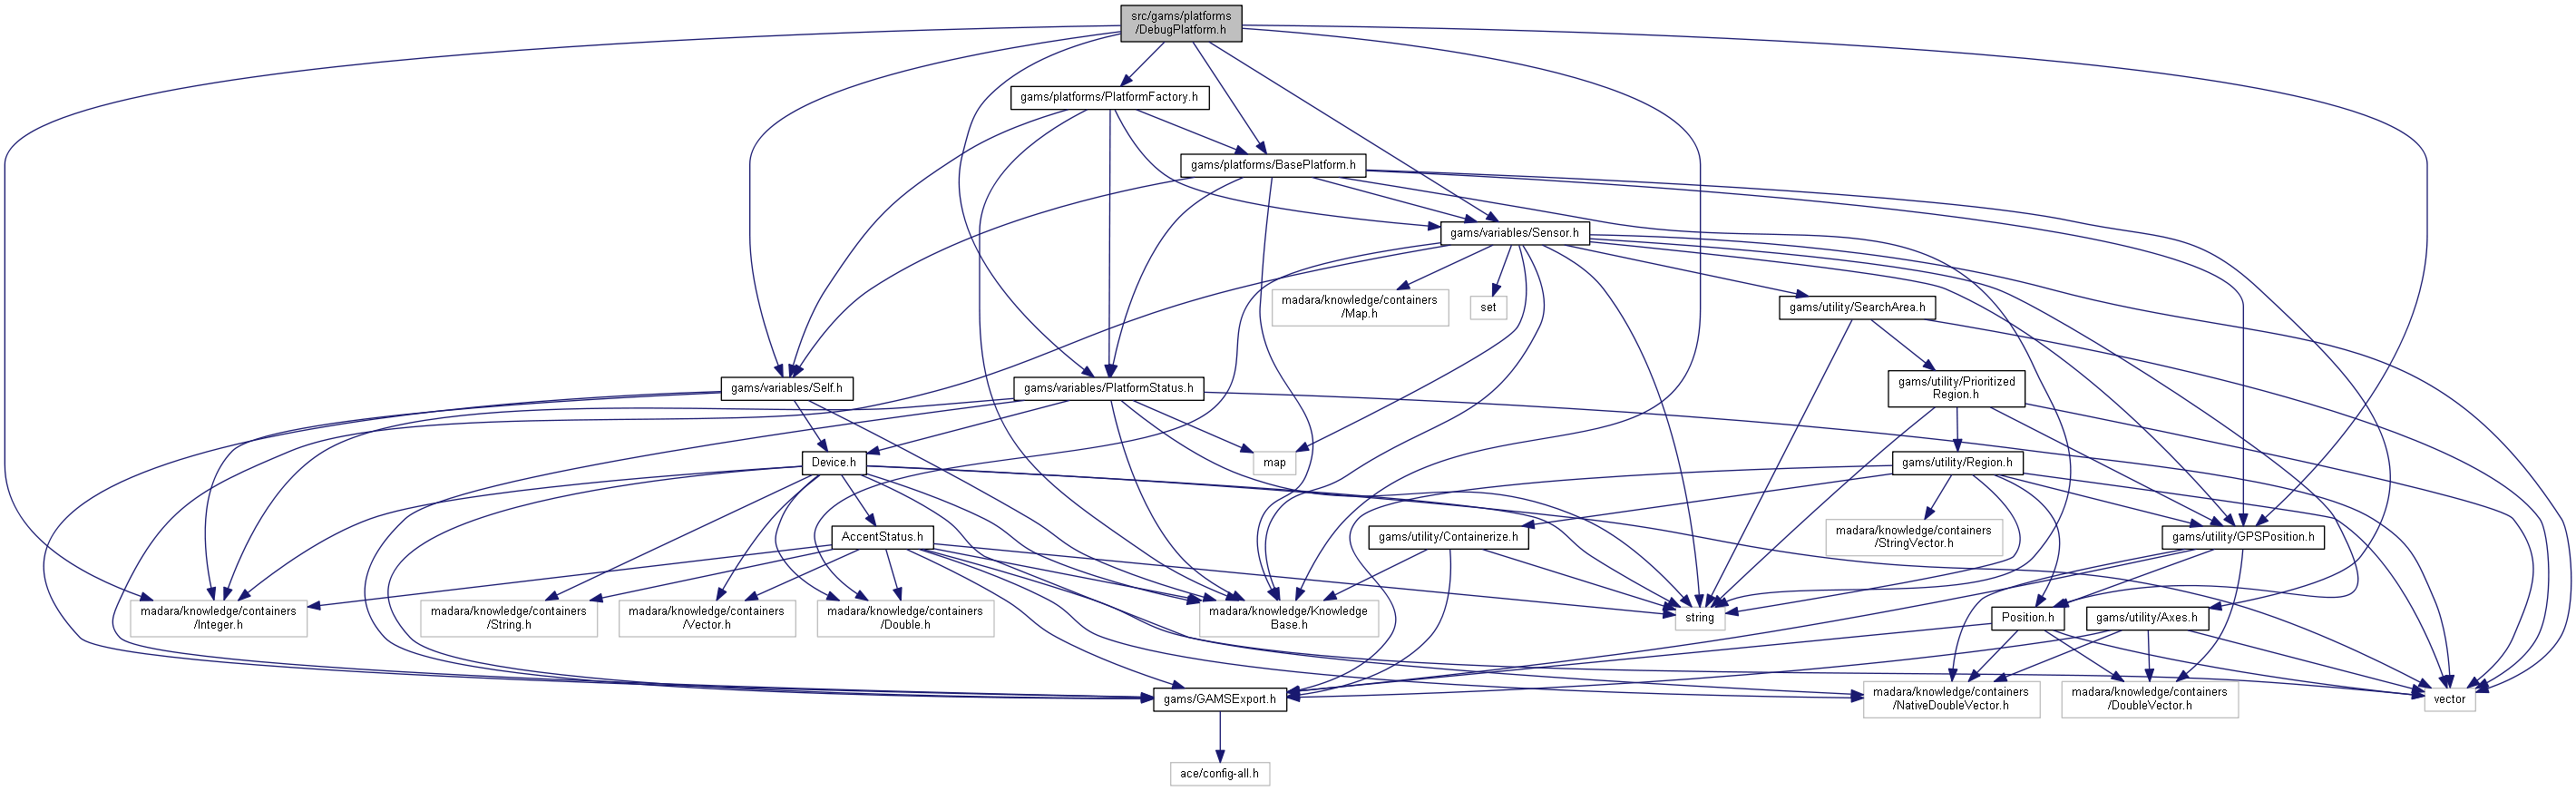 src/gams/platforms
/DebugPlatform.h
gams/platforms/PlatformFactory.h
gams/platforms/BasePlatform.h
gams/variables/Sensor.h
madara/knowledge/containers
/Map.h
set
gams/utility/SearchArea.h
gams/variables/Self.h
gams/variables/PlatformStatus.h
gams/utility/Prioritized
Region.h
Device.h
map
gams/utility/Region.h
AccentStatus.h
gams/utility/Containerize.h
madara/knowledge/containers
/StringVector.h
gams/utility/GPSPosition.h
madara/knowledge/containers
/Integer.h
madara/knowledge/containers
/String.h
madara/knowledge/containers
/Vector.h
madara/knowledge/containers
/Double.h
madara/knowledge/Knowledge
Base.h
string
Position.h
gams/utility/Axes.h
gams/GAMSExport.h
madara/knowledge/containers
/NativeDoubleVector.h
madara/knowledge/containers
/DoubleVector.h
vector
ace/config-all.h